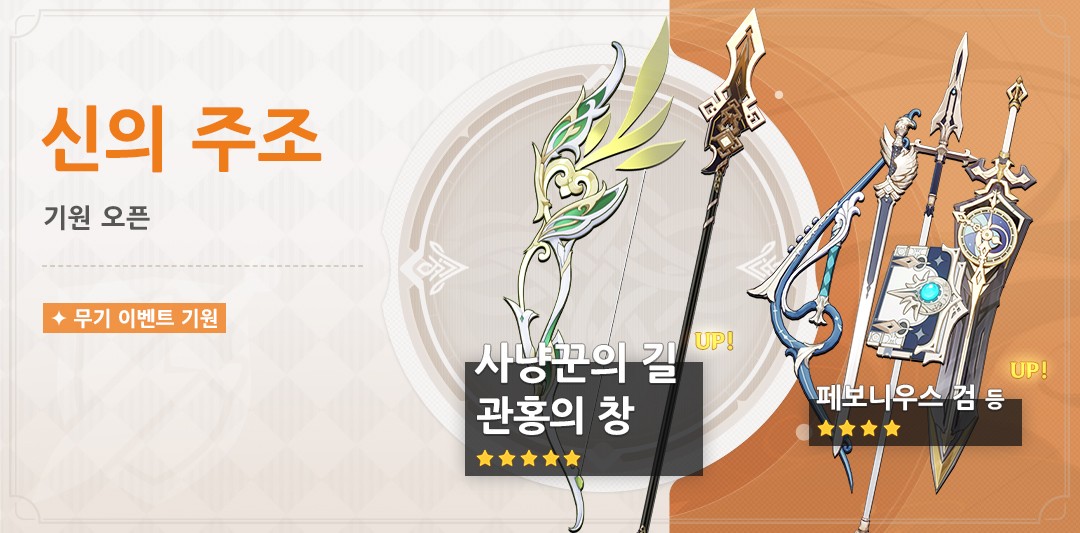 신의 주조
기원 오픈
✦ 무기 이벤트 기원
UP!
사냥꾼의 길
관홍의 창
UP!
페보니우스 검 등